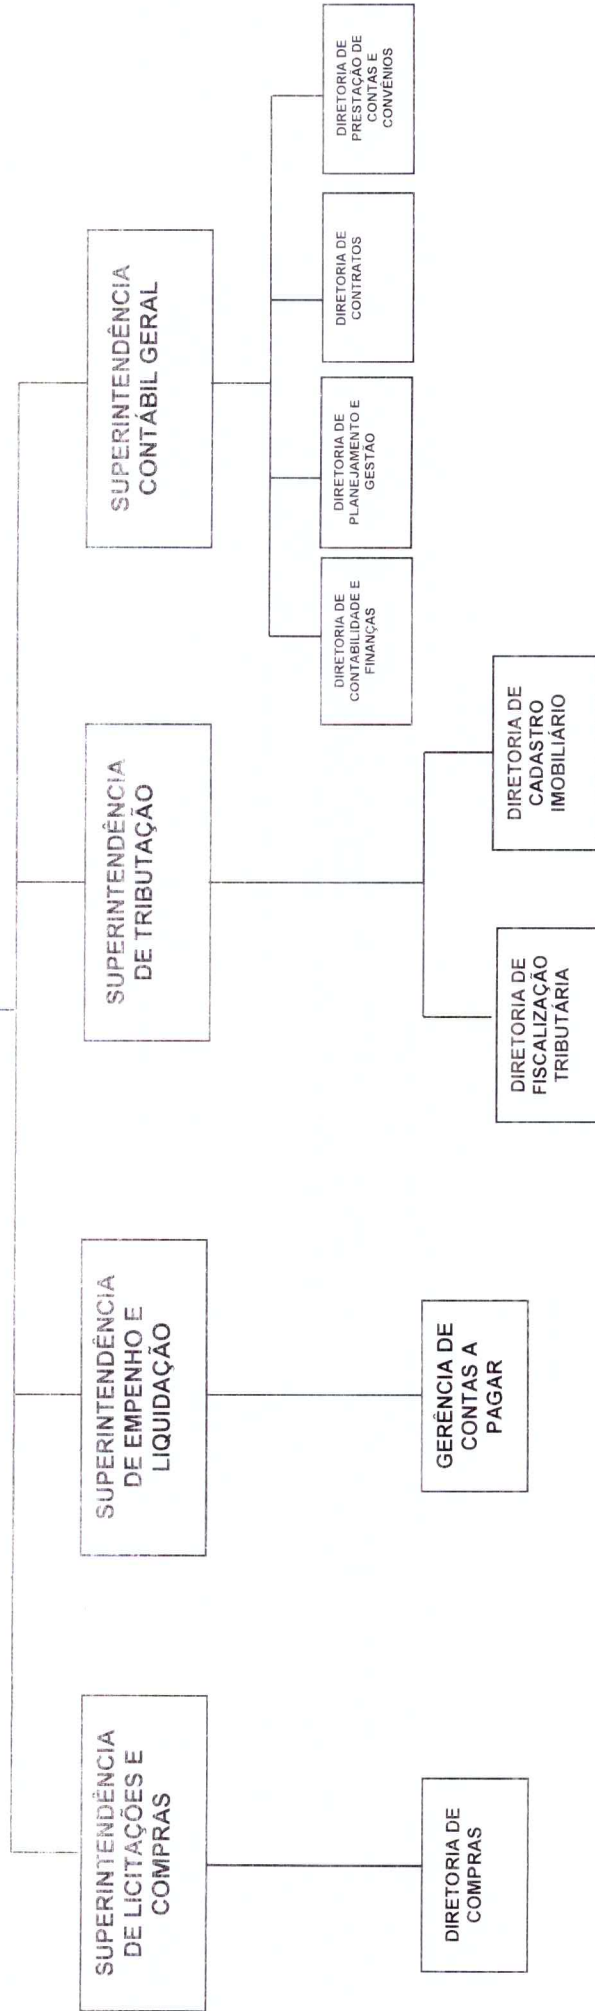 SUPERINTENDÊNCIA
DE LICITAÇÕES E
COMPRAS
SUPERINTENDÊNCIA
DE EMPENHO E
LIQUIDAÇÃO
SUPERINTENDÊNCIA
DE TRIBUTAÇÃO
SUPERINTENDÊNCIA
CONTÁBIL GERAL
DIRETORIA DE
CONTABILIDADE E
FINANÇAS
DIRETORIA DE
PLANEJAMENTO E
GESTÃO
DIRETORIA DE
CONTRATOS
DIRETORIA DE
PRESTAÇÃO DE
CONTAS E
CONVÊNIOS
DIRETORIA DE
COMPRAS
GERÊNCIA DE
CONTAS A
PAGAR
DIRETORIA DE
FISCALIZAÇÃO
TRIBUTÁRIA
DIRETORIA DE
CADASTRO
IMOBILIÁRIO